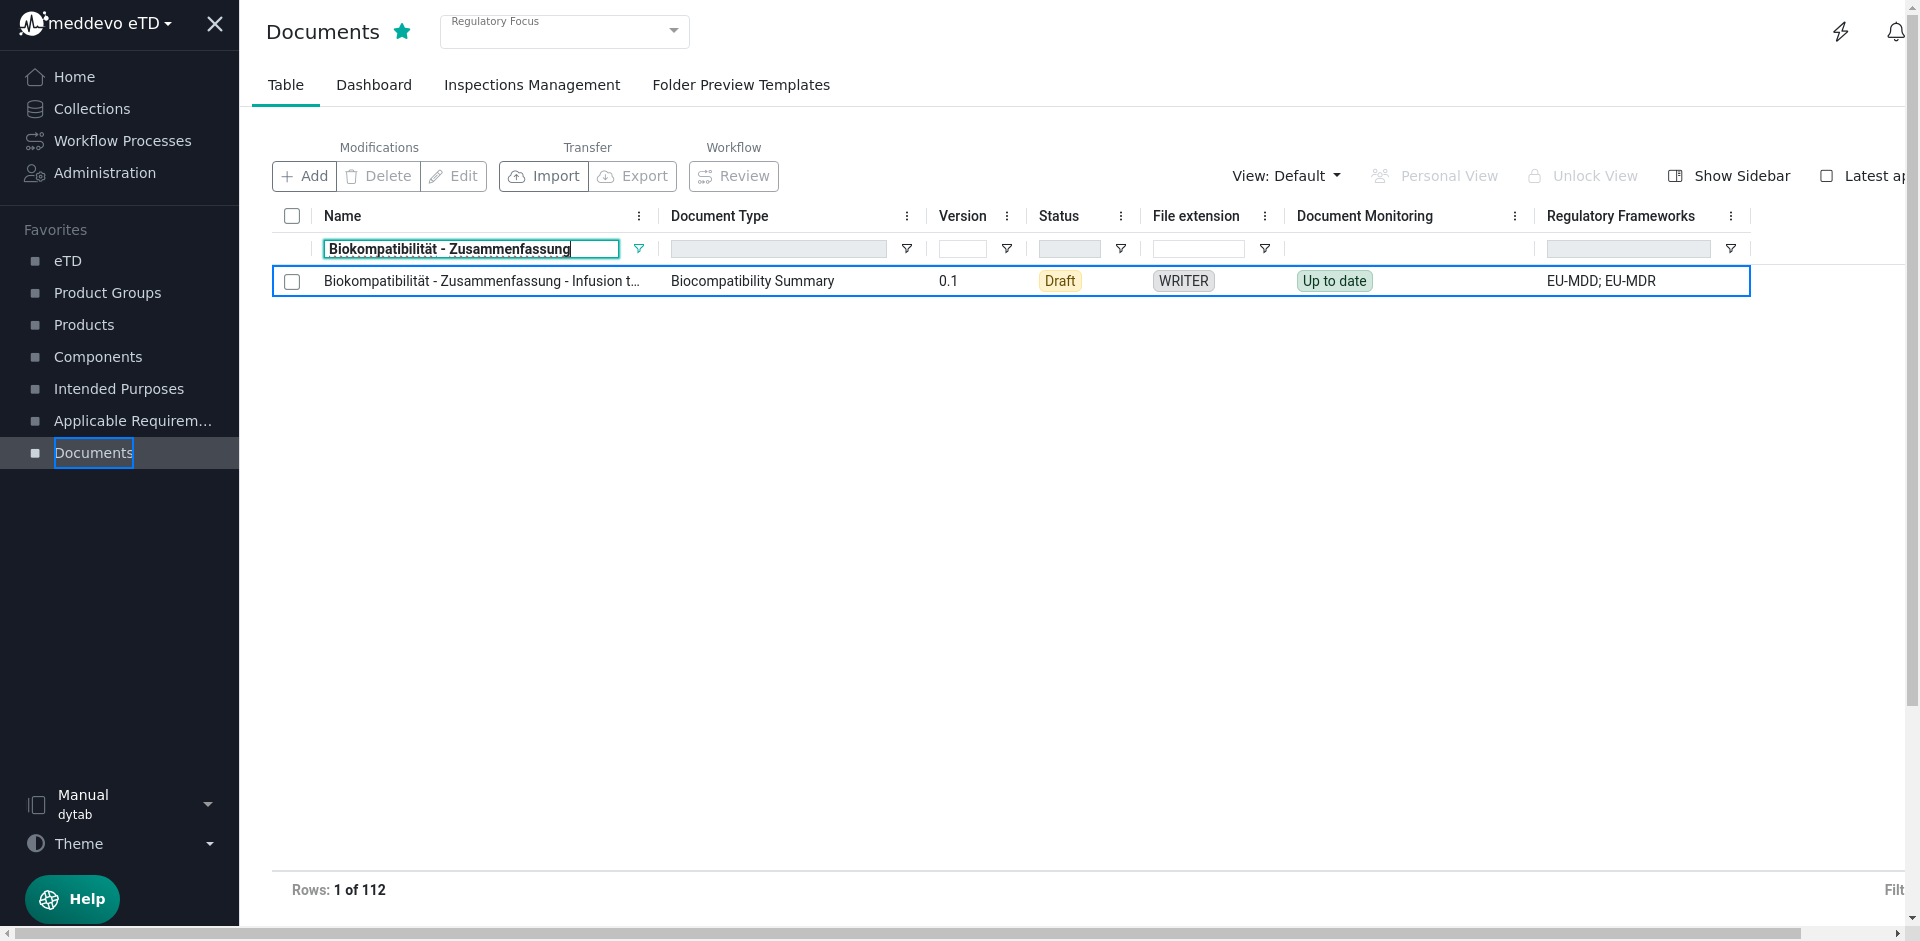 meddevo eTD
Home
Collections
Workflow Processes
Administration
Favorites
eTD
Product Groups
Products
Components
Intended Purposes
Applicable Requirem...
Documents
Manual
dytab
Theme
Help
Documents
Regulatory Focus
Table Dashboard Inspections Management Folder Preview Templates
Modifications Transfer Workflow
Add Delete Edit Import Export Review View: Default Personal View Unlock View Show Sidebar Latest ap
Name Document Type Version Status File extension Document Monitoring Regulatory Frameworks
Biokompatibilität - Zusammenfassung
Biokompatibilität - Zusammenfassung - Infusion t... Biocompatibility Summary 0.1 Draft WRITER Up to date EU-MDD; EU-MDR
Rows: 1 of 112 Filt